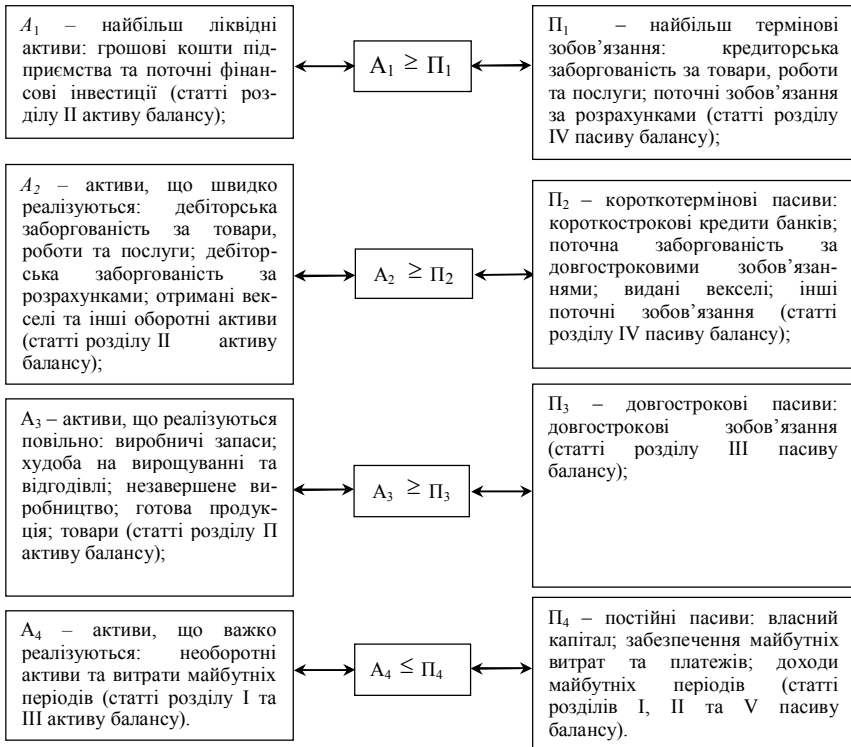 А₁ – найбільш ліквідні
активи: грошові кошти під-
приємства та поточні фінан-
сові інвестиції (статті роз-
ділу II активу балансу);
А₁ ≥ П₁
П₁ – найбільш термінові
зобов’язання: кредиторська
заборгованість за товари, роботи
та послуги; поточні зобов’язання
за розрахунками (статті розділу
IV пасиву балансу);
А₂ – активи, що швидко
реалізуються: дебіторська
заборгованість за товари,
роботи та послуги; дебітор-
ська заборгованість за
розрахунками; отримані век-
селі та інші оборотні активи
(статті розділу II активу
балансу);
А₂ ≥ П₂
П₂ – короткотермінові пасиви:
короткострокові кредити банків;
поточна заборгованість за
довгостроковими зобов’язан-
нями; видані векселі; інші
поточні зобов’язання (статті
розділу IV пасиву балансу);
А₃ – активи, що реалізуються
повільно: виробничі запаси;
худоба на вирощуванні та
відгодівлі; незавершене ви-
робництво; готова продук-
ція; товари (статті розділу П
активу балансу);
А₃ ≥ П₃
П₃ – довгострокові пасиви:
довгострокові зобов’язання
(статті розділу III пасиву
балансу);
А₄ – активи, що важко
реалізуються: необоротні
активи та витрати майбутніх
періодів (статті розділу I та
III активу балансу).
А₄ ≤ П₄
П₄ – постійні пасиви: власний
капітал; забезпечення майбутніх
витрат та платежів; доходи
майбутніх періодів (статті
розділів I, II та V пасиву
балансу).